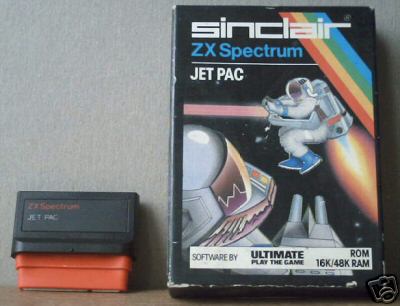 sinclair
ZX Spectrum
JET PAC
SOFTWARE BY
ULTIMATE
PLAY THE GAME
ROM
16K/48K RAM
ZX Spectrum
JET PAC